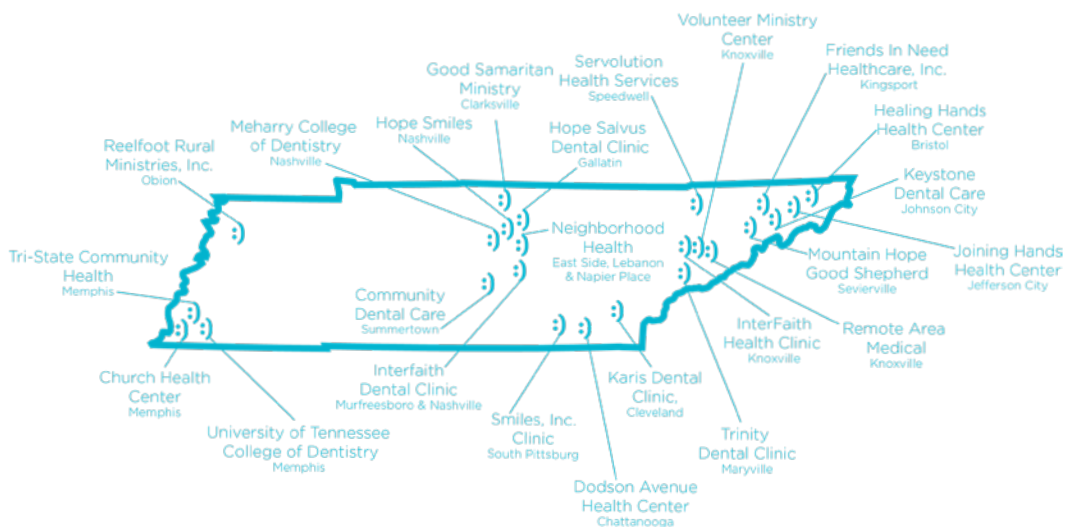 Volunteer Ministry
Center
Knoxville
Friends In Need
Healthcare, Inc.
Kingsport
Servolution
Health Services
Speedwell
Good Samaritan
Ministry
Clarksville
Healing Hands
Health Center
Bristol
Hope Smiles
Nashville
Meharry College
of Dentistry
Nashville
Hope Salvus
Dental Clinic
Gallatin
Reelfoot Rural
Ministries, Inc.
Obion
Keystone
Dental Care
Johnson City
Neighborhood
Health
East Side, Lebanon
& Napier Place
Tri-State Community
Health
Memphis
Mountain Hope
Good Shepherd
Sevierville
Joining Hands
Health Center
Jefferson City
Community
Dental Care
Summertown
InterFaith
Health Clinic
Knoxville
Remote Area
Medical
Knoxville
Church Health
Center
Memphis
Interfaith
Dental Clinic
Murfreesboro & Nashville
Karis Dental
Clinic,
Cleveland
Smiles, Inc.
Clinic
South Pittsburg
University of Tennessee
College of Dentistry
Memphis
Trinity
Dental Clinic
Maryville
Dodson Avenue
Health Center
Chattanooga